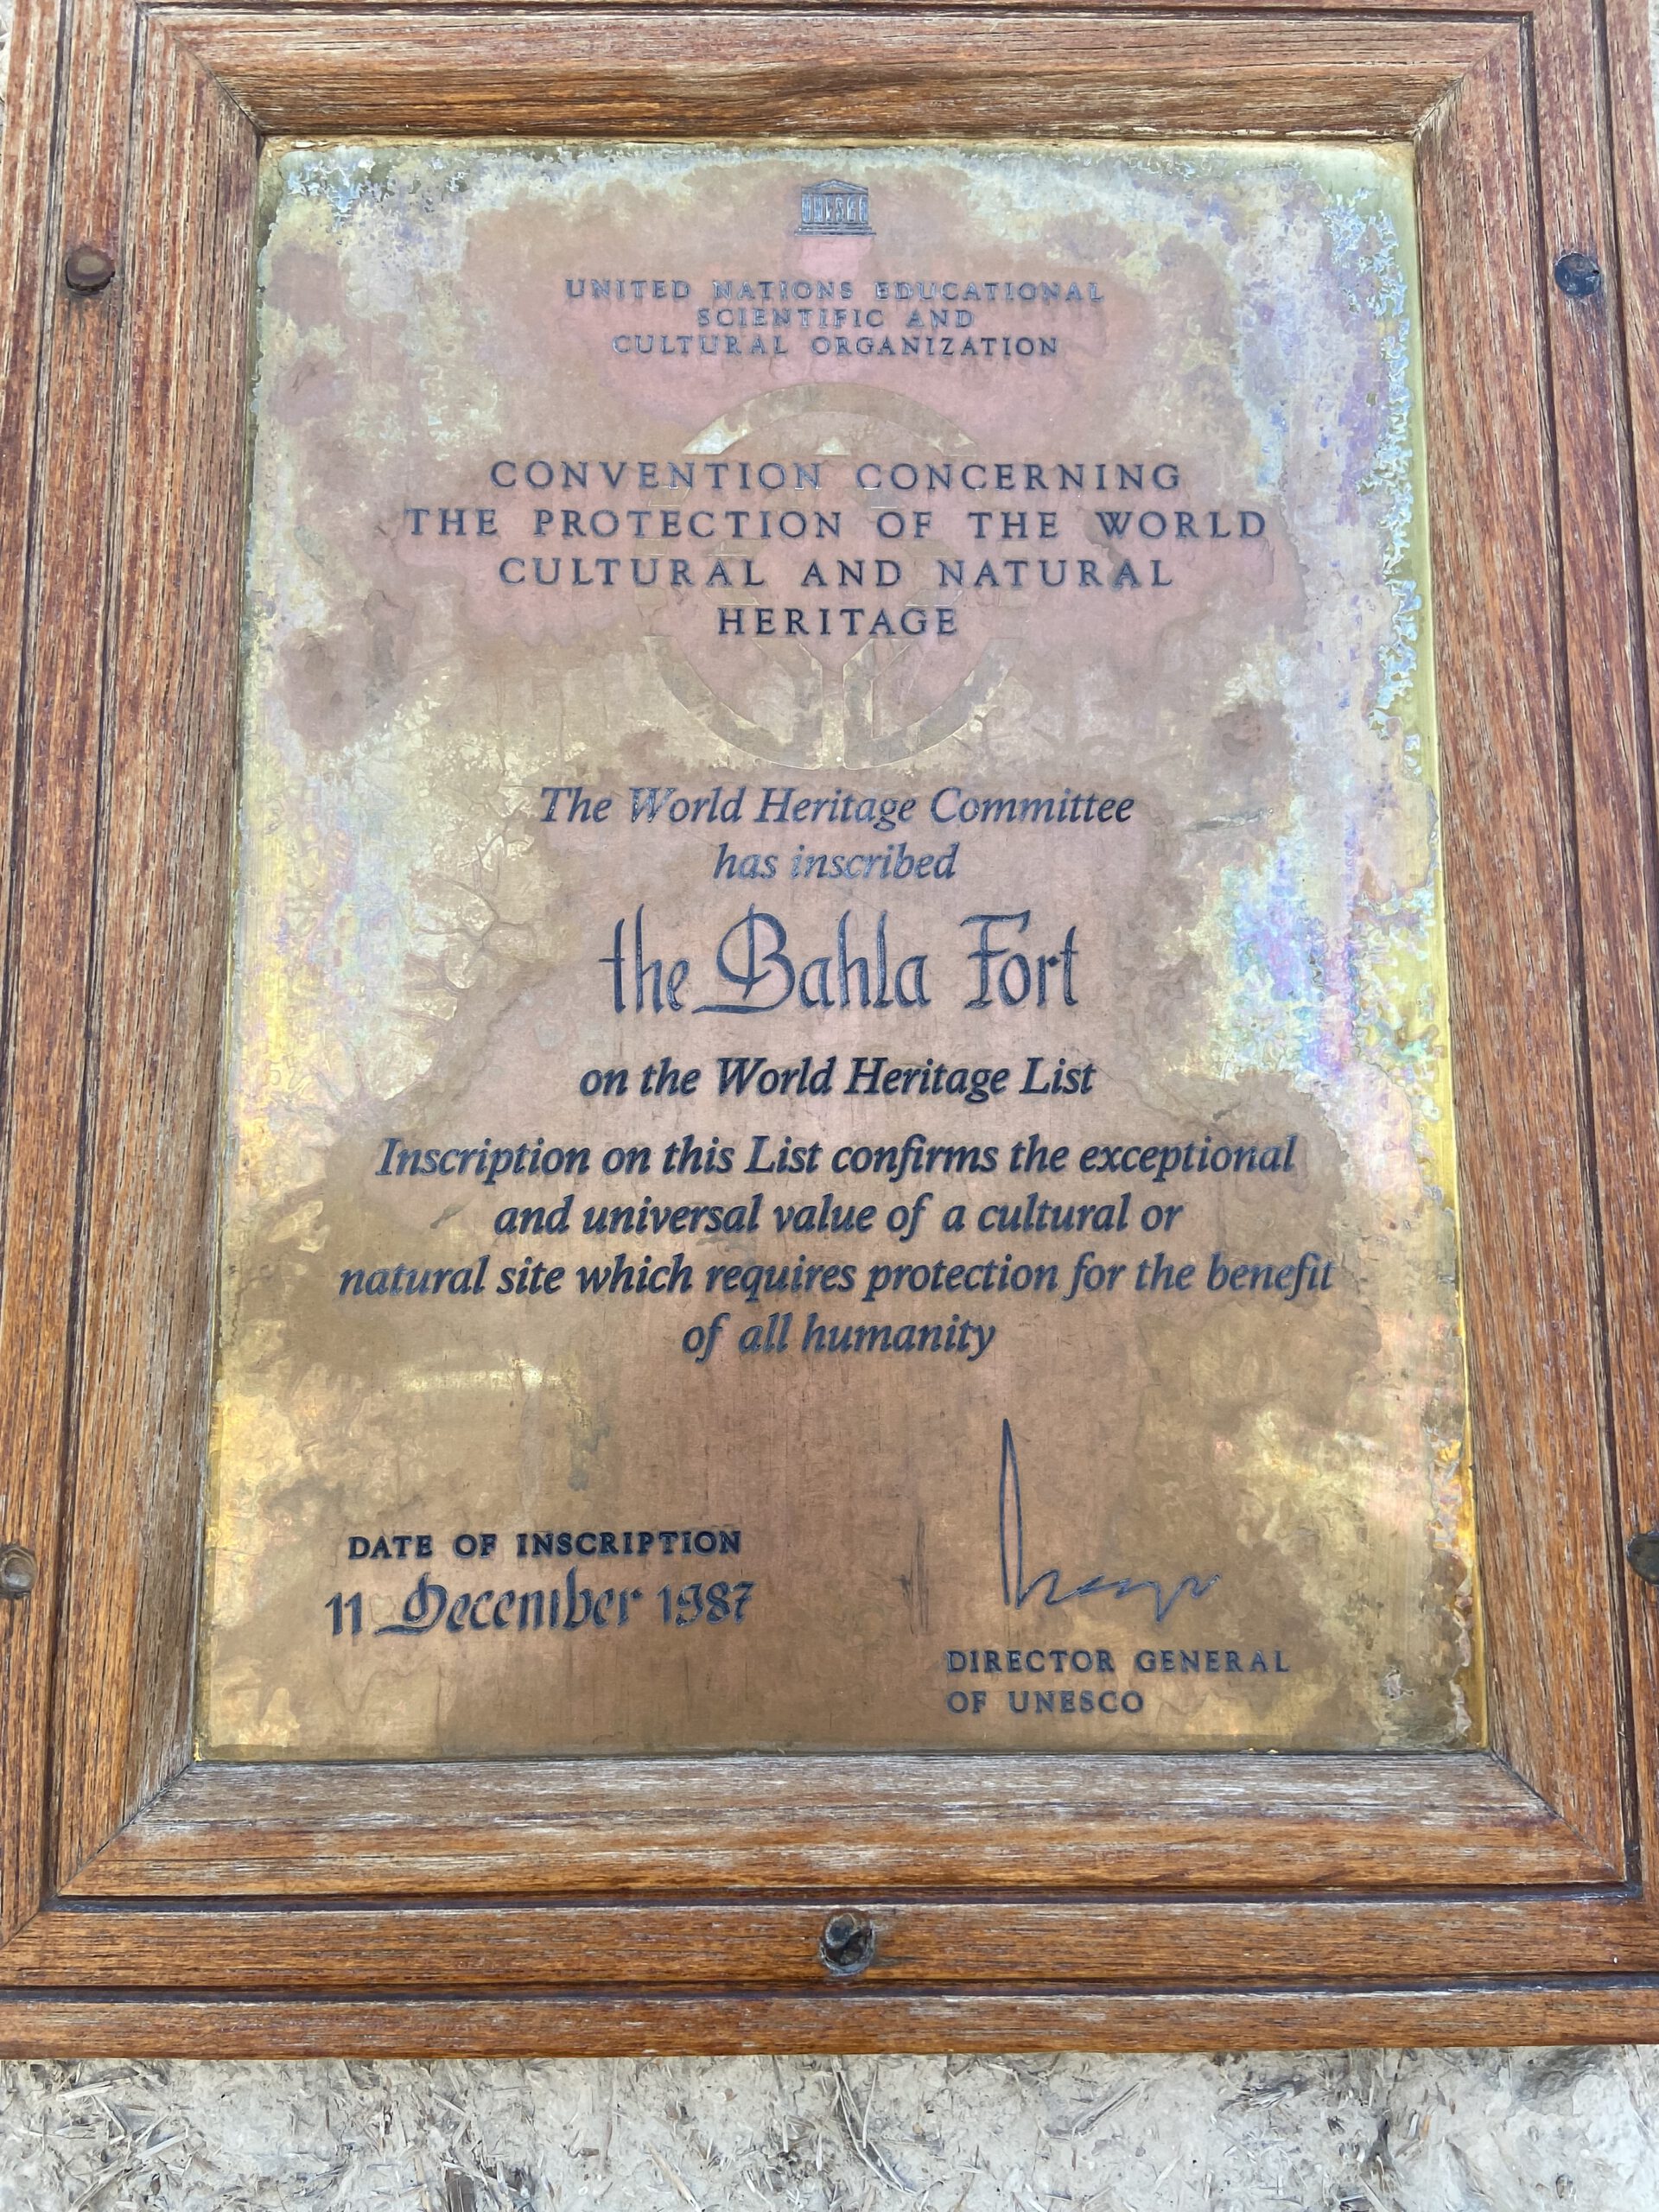 UNESCO
UNITED NATIONS EDUCATIONAL
SCIENTIFIC AND
CULTURAL ORGANIZATION
CONVENTION CONCERNING
THE PROTECTION OF THE WORLD
CULTURAL AND NATURAL
HERITAGE
The World Heritage Committee
has inscribed
the Bahla Fort
on the World Heritage List
Inscription on this List confirms the exceptional
and universal value of a cultural or
natural site which requires protection for the benefit
of all humanity
DATE OF INSCRIPTION
11 December 1987
DIRECTOR GENERAL
OF UNESCO